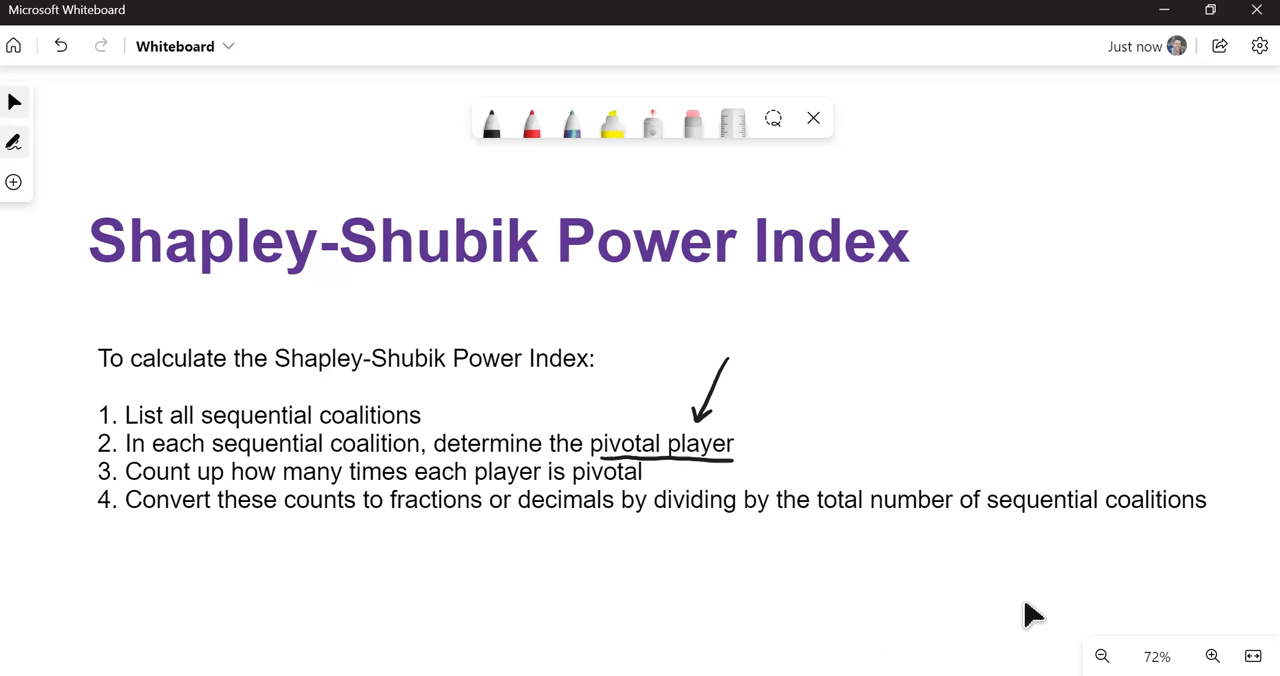 Microsoft Whiteboard
Whiteboard
Just now
Shapley-Shubik Power Index
To calculate the Shapley-Shubik Power Index:
1. List all sequential coalitions
2. In each sequential coalition, determine the pivotal player
3. Count up how many times each player is pivotal
4. Convert these counts to fractions or decimals by dividing by the total number of sequential coalitions
72%